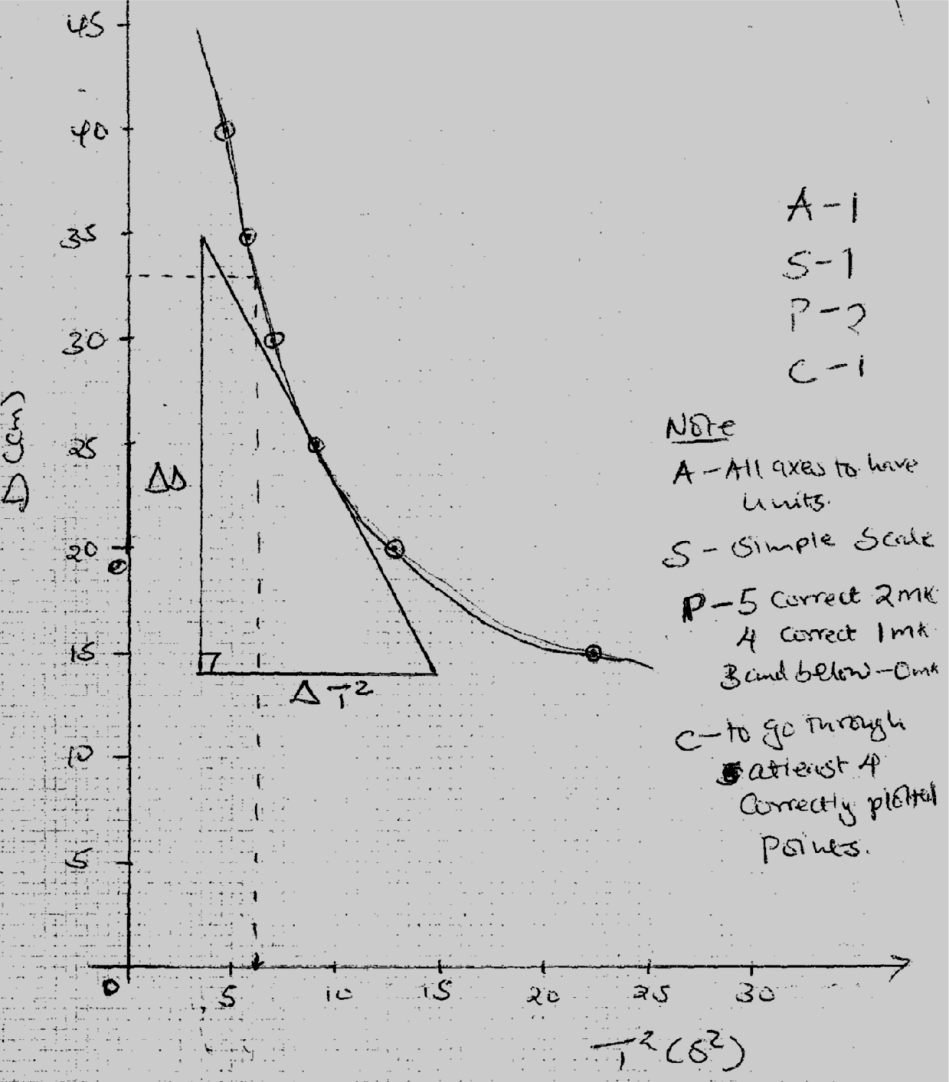 45
40
35
30
25
20
15
10
5
0
D (cm)
ΔD
ΔT²
5
10
15
20
25
30
T² (s²)
A-1
S-1
P-2
C-1
Note
A - All axes to have
units.
S - Simple Scale
P - 5 correct 2mk
4 correct 1mk
3 and below - 0mk
C - to go through
atleast 4
Correctly plotted
Points.